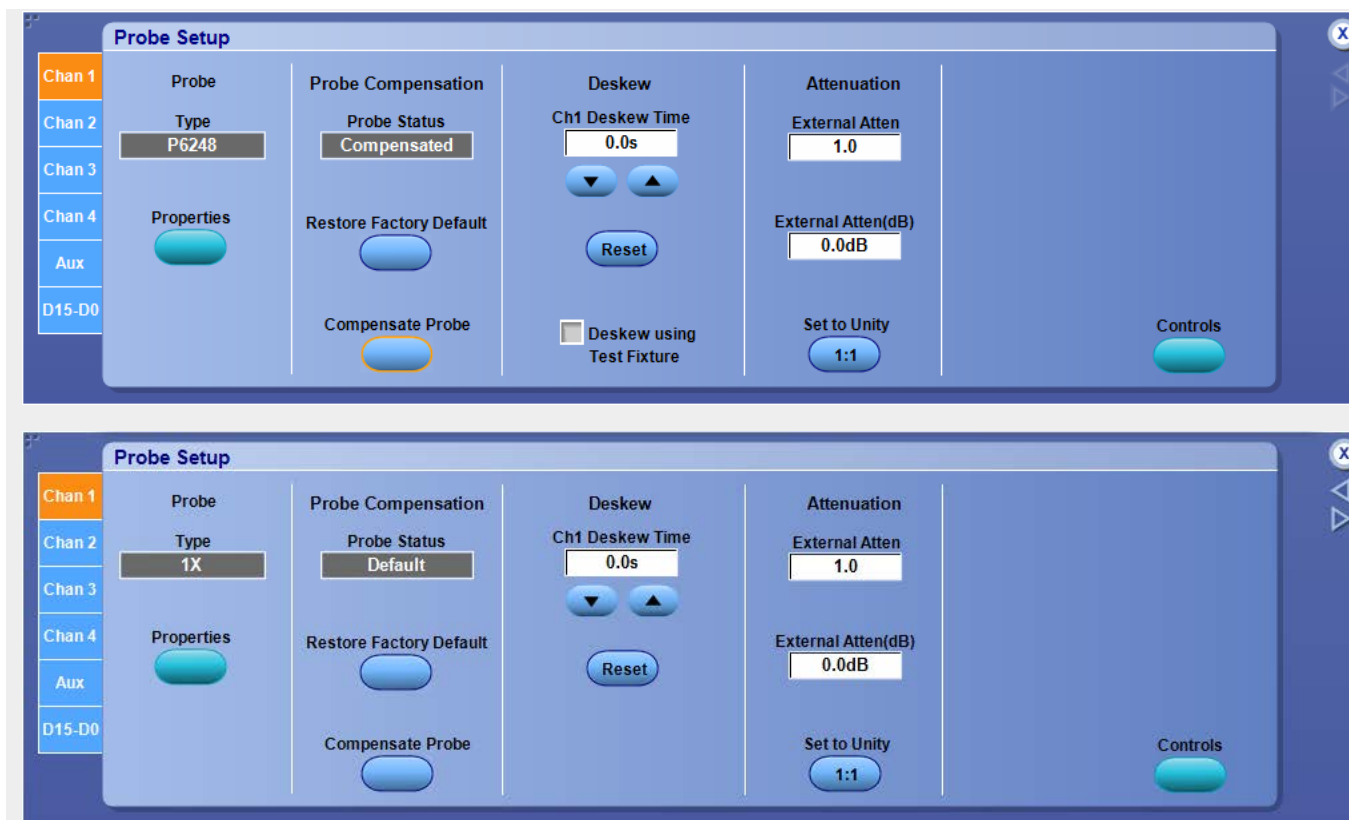 Probe Setup
X
Chan 1
Chan 2
Chan 3
Chan 4
Aux
D15-D0
Probe
Type
P6248
Properties
Probe Compensation
Probe Status
Compensated
Restore Factory Default
Compensate Probe
Deskew
Ch1 Deskew Time
0.0s
Reset
Deskew using
Test Fixture
Attenuation
External Atten
1.0
External Atten(dB)
0.0dB
Set to Unity
1:1
Controls
Probe Setup
X
Chan 1
Chan 2
Chan 3
Chan 4
Aux
D15-D0
Probe
Type
1X
Properties
Probe Compensation
Probe Status
Default
Restore Factory Default
Compensate Probe
Deskew
Ch1 Deskew Time
0.0s
Reset
Attenuation
External Atten
1.0
External Atten(dB)
0.0dB
Set to Unity
1:1
Controls